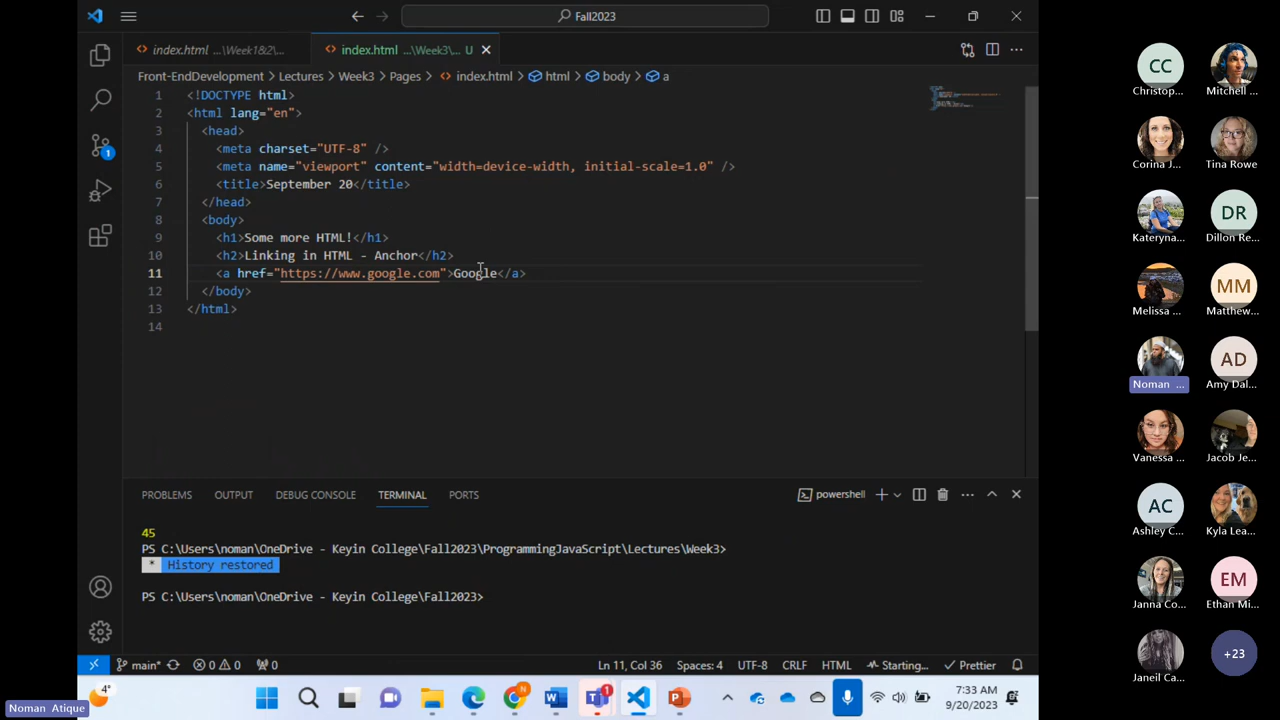 Fall2023
index.html ...\Week1&2\...
index.html ...\Week3\... U
Front-EndDevelopment > Lectures > Week3 > Pages > index.html > html > body > a
1 <!DOCTYPE html>
2 <html lang="en">
3 <head>
4 <meta charset="UTF-8" />
5 <meta name="viewport" content="width=device-width, initial-scale=1.0" />
6 <title>September 20</title>
7 </head>
8 <body>
9 <h1>Some more HTML!</h1>
10 <h2>Linking in HTML - Anchor</h2>
11 <a href="https://www.google.com">Google</a>
12 </body>
13 </html>
14
1
PROBLEMS OUTPUT DEBUG CONSOLE TERMINAL PORTS powershell
45
PS C:\Users\noman\OneDrive - Keyin College\Fall2023\ProgrammingJavaScript\Lectures\Week3>
* History restored
PS C:\Users\noman\OneDrive - Keyin College\Fall2023>
main* 0 0 0 Ln 11, Col 36 Spaces: 4 UTF-8 CRLF HTML Starting... Prettier
4°
1
7:33 AM
9/20/2023
Noman Atique
CC
Christop...
Mitchell ...
Corina J...
Tina Rowe
DR
Kateryna...
Dillon Re...
MM
Melissa ...
Matthew...
AD
Noman ...
Amy Dal...
Vanessa ...
Jacob Je...
AC
Ashley C...
Kyla Lea...
EM
Janna Co...
Ethan Mi...
+23
Janeil Ca...